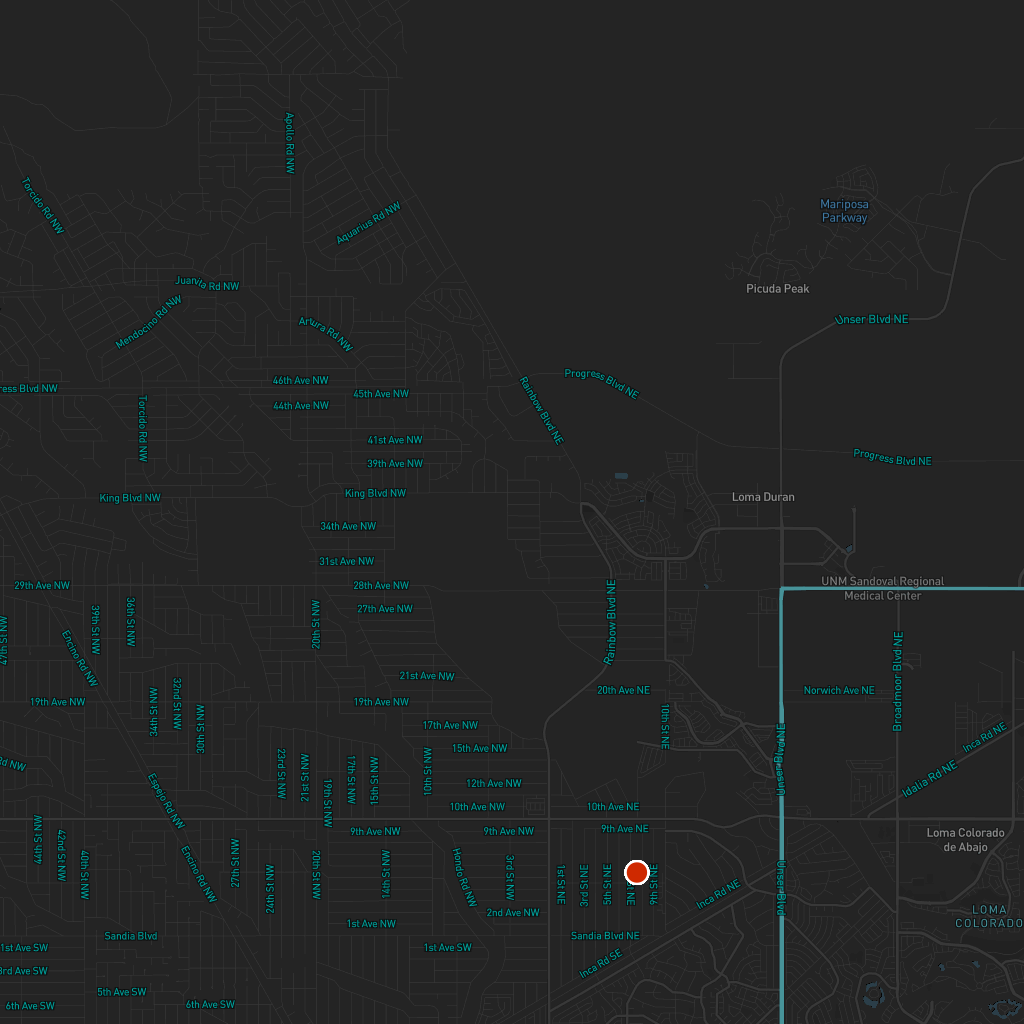 Apollo Rd NW
Torcido Rd NW
Aquarius Rd NW
Mariposa
Parkway
Juanita Rd NW
Picuda Peak
Mendocino Rd NW
Unser Blvd NE
Artura Rd NW
46th Ave NW
Progress Blvd NE
ress Blvd NW
45th Ave NW
44th Ave NW
Rainbow Blvd NE
Torcido Rd NW
41st Ave NW
39th Ave NW
Progress Blvd NE
King Blvd NW
King Blvd NW
Loma Duran
34th Ave NW
31st Ave NW
29th Ave NW
28th Ave NW
UNM Sandoval Regional
Medical Center
27th Ave NW
39th St NW
36th St NW
20th St NW
Rainbow Blvd NE
47th St NW
Encino Rd NW
Broadmoor Blvd NE
21st Ave NW
20th Ave NE
Norwich Ave NE
19th Ave NW
19th Ave NW
34th St NW
32nd St NW
30th St NW
17th Ave NW
10th St NE
Inca Rd NE
15th Ave NW
Unser Blvd NE
Rd NW
23rd St NW
21st St NW
19th St NW
17th St NW
15th St NW
10th St NW
12th Ave NW
Idalia Rd NE
Espejo Rd NW
10th Ave NW
10th Ave NE
9th Ave NW
9th Ave NW
9th Ave NE
Loma Colorado
de Abajo
44th St NW
42nd St NW
40th St NW
Encino Rd NW
27th St NW
24th St NW
20th St NW
14th St NW
Hondo Rd NW
3rd St NW
1st St NE
3rd St NE
5th St NE
NE
9th St NE
Inca Rd NE
Unser Blvd
2nd Ave NW
LOMA
COLORADO
1st Ave NW
Sandia Blvd
Sandia Blvd NE
1st Ave SW
1st Ave SW
Inca Rd SE
3rd Ave SW
5th Ave SW
6th Ave SW
6th Ave SW